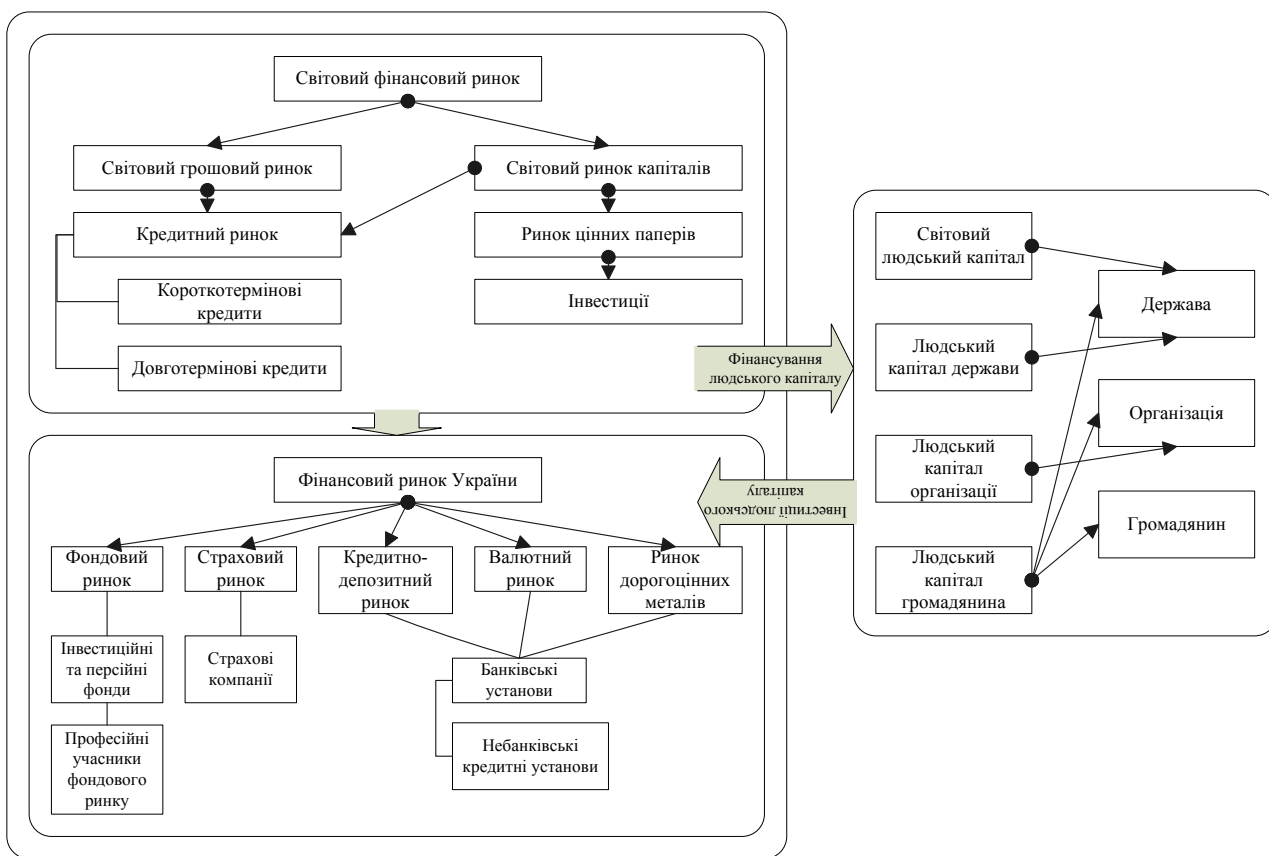 Світовий фінансовий ринок
Світовий грошовий ринок
Світовий ринок капіталів
Кредитний ринок
Ринок цінних паперів
Короткотермінові
кредити
Інвестиції
Довготермінові кредити
Фінансування
людського капіталу
Фінансовий ринок України
Інвестиції людського
капіталу
Фондовий
ринок
Страховий
ринок
Кредитно-
депозитний
ринок
Валютний
ринок
Ринок
дорогоцінних
металів
Інвестиційні
та персійні
фонди
Страхові
компанії
Банківські
установи
Професійні
учасники
фондового
ринку
Небанківські
кредитні установи
Світовий
людський капітал
Держава
Людський
капітал держави
Організація
Людський
капітал
організації
Громадянин
Людський
капітал
громадянина